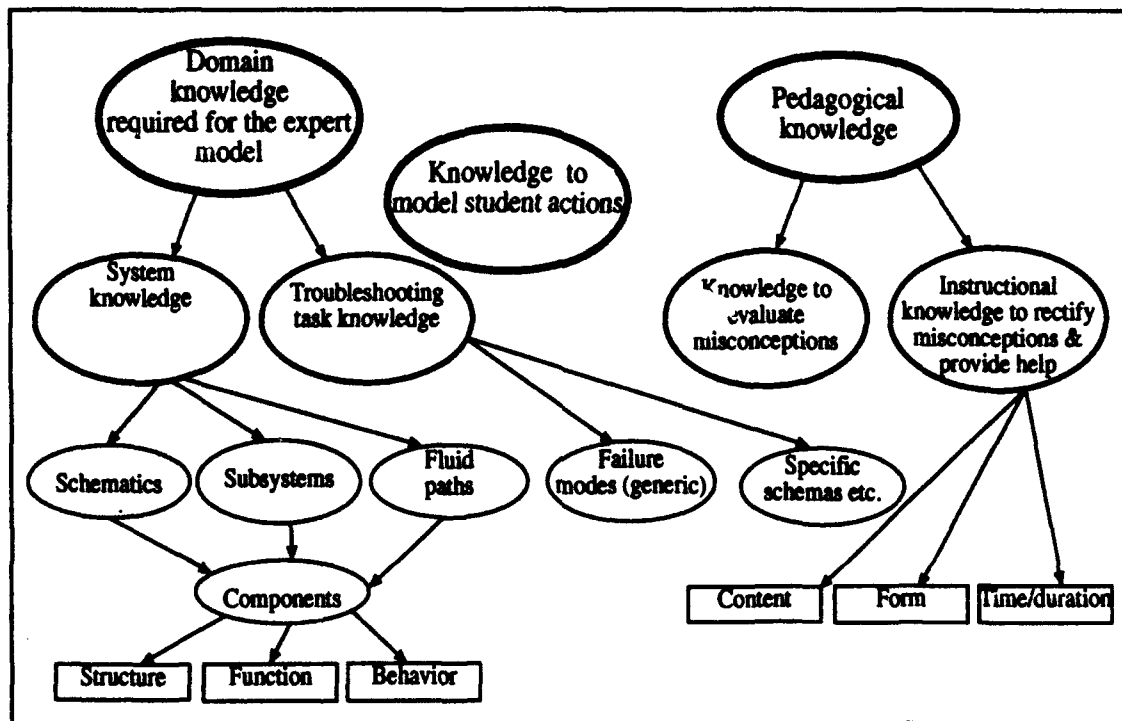 Domain
knowledge
required for the expert
model
Pedagogical
knowledge
Knowledge to
model student actions
System
knowledge
Troubleshooting
task knowledge
Knowledge to
evaluate
misconceptions
Instructional
knowledge to rectify
misconceptions &
provide help
Schematics
Subsystems
Fluid
paths
Failure
modes (generic)
Specific
schemas etc.
Components
Content
Form
Time/duration
Structure
Function
Behavior